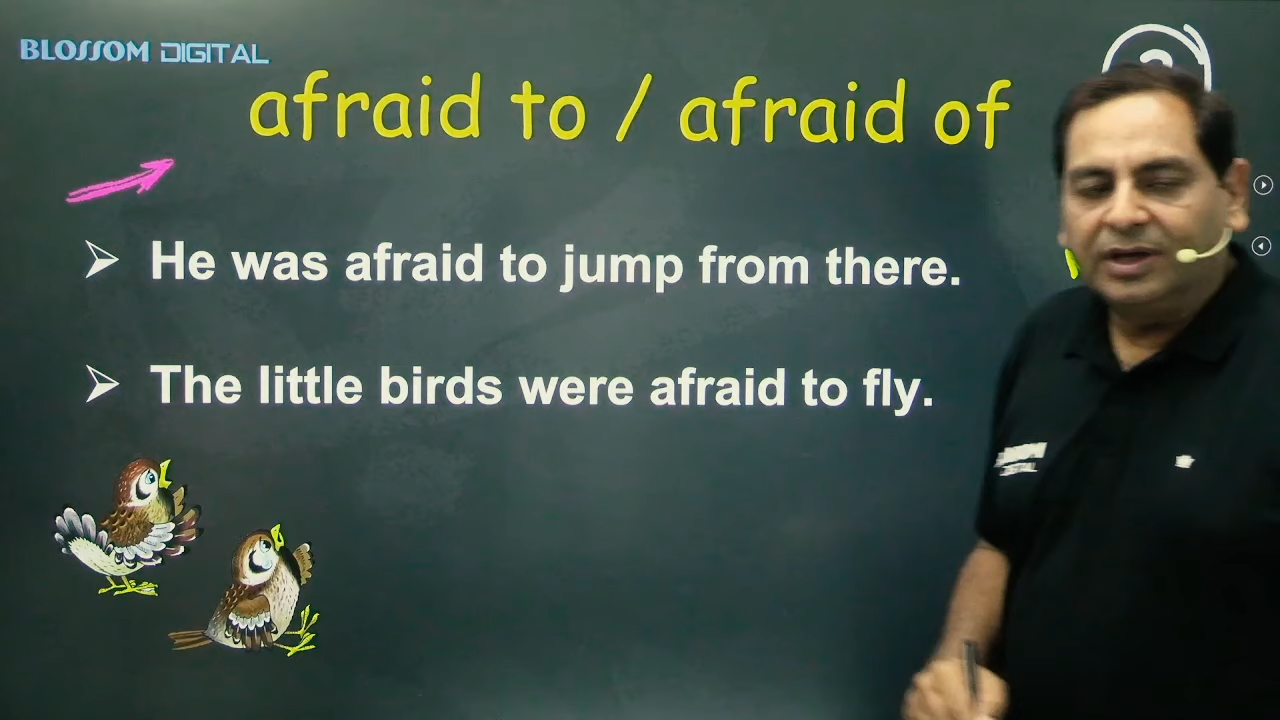 BLOSSOM DIGITAL
afraid to / afraid of
He was afraid to jump from there.
The little birds were afraid to fly.